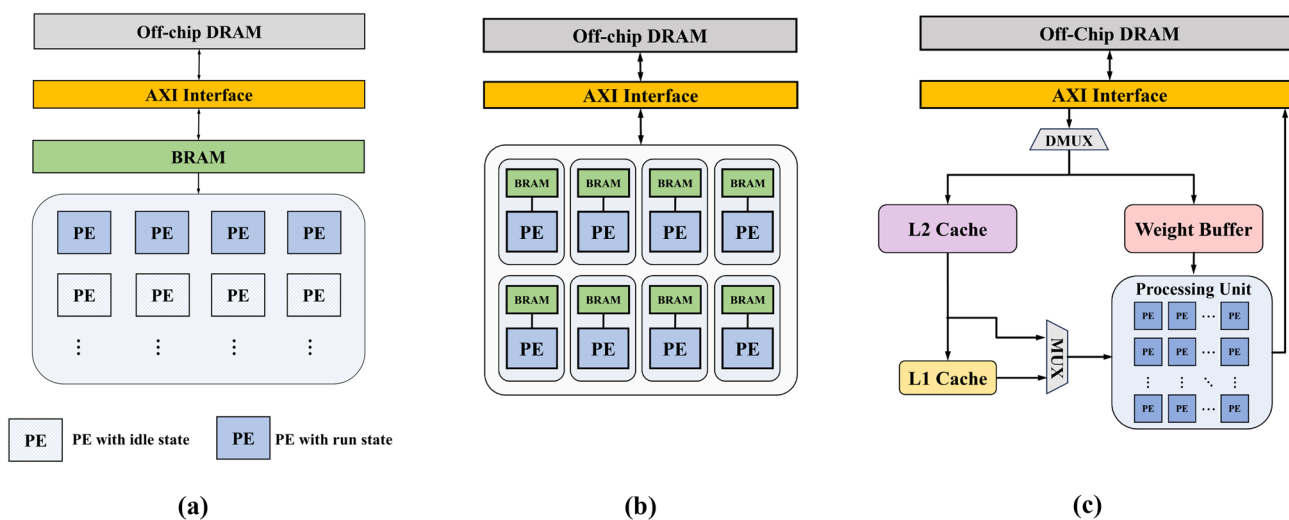 Off-chip DRAM
AXI Interface
BRAM
PE PE PE PE
PE PE PE PE
⋮ ⋮ ⋮ ⋮
PE PE with idle state
PE PE with run state
(a)
Off-chip DRAM
AXI Interface
BRAM BRAM BRAM BRAM
PE PE PE PE
BRAM BRAM BRAM BRAM
PE PE PE PE
(b)
Off-Chip DRAM
AXI Interface
DMUX
L2 Cache
Weight Buffer
L1 Cache
MUX
Processing Unit
PE PE ⋯ PE
PE PE ⋯ PE
⋮ ⋮ ⋱ ⋮
PE PE ⋯ PE
(c)